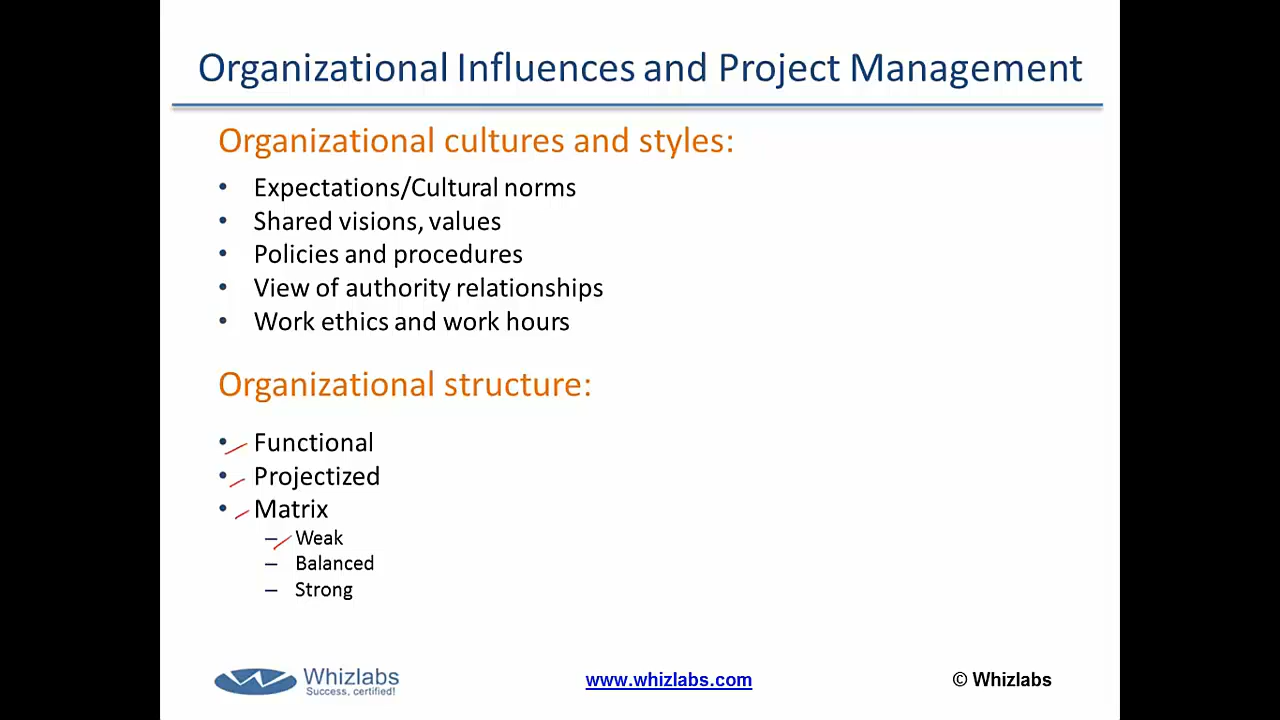 Organizational Influences and Project Management
Organizational cultures and styles:
• Expectations/Cultural norms
• Shared visions, values
• Policies and procedures
• View of authority relationships
• Work ethics and work hours
Organizational structure:
• Functional
• Projectized
• Matrix
– Weak
– Balanced
– Strong
Whizlabs
Success, certified!
www.whizlabs.com
© Whizlabs